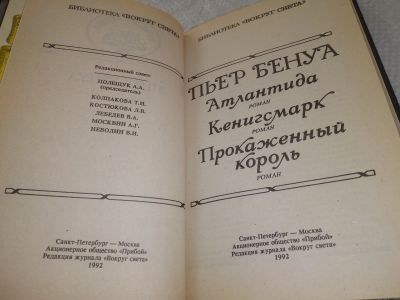 БИБЛИОТЕКА «ВОКРУГ СВЕТА»
Редакционный совет:
ПОЛЕЩУК А.А.
(председатель)
КОЛПАКОВА Т.И.
КОСТЮКОВА Л.В.
ЛЕБЕДЕВ В.А.
МОСКВИН А.Г.
НЕВОЛИН В.И.
Санкт-Петербург — Москва
Акционерное общество «Прибой»
Редакция журнала «Вокруг света»
1992
БИБЛИОТЕКА «ВОКРУГ СВЕТА»
ПЬЕР БЕНУА
Атлантида
РОМАН
Кенигсмарк
РОМАН
Прокаженный
король
РОМАН
Санкт-Петербург — Москва
Акционерное общество «Прибой»
Редакция журнала «Вокруг света»
1992